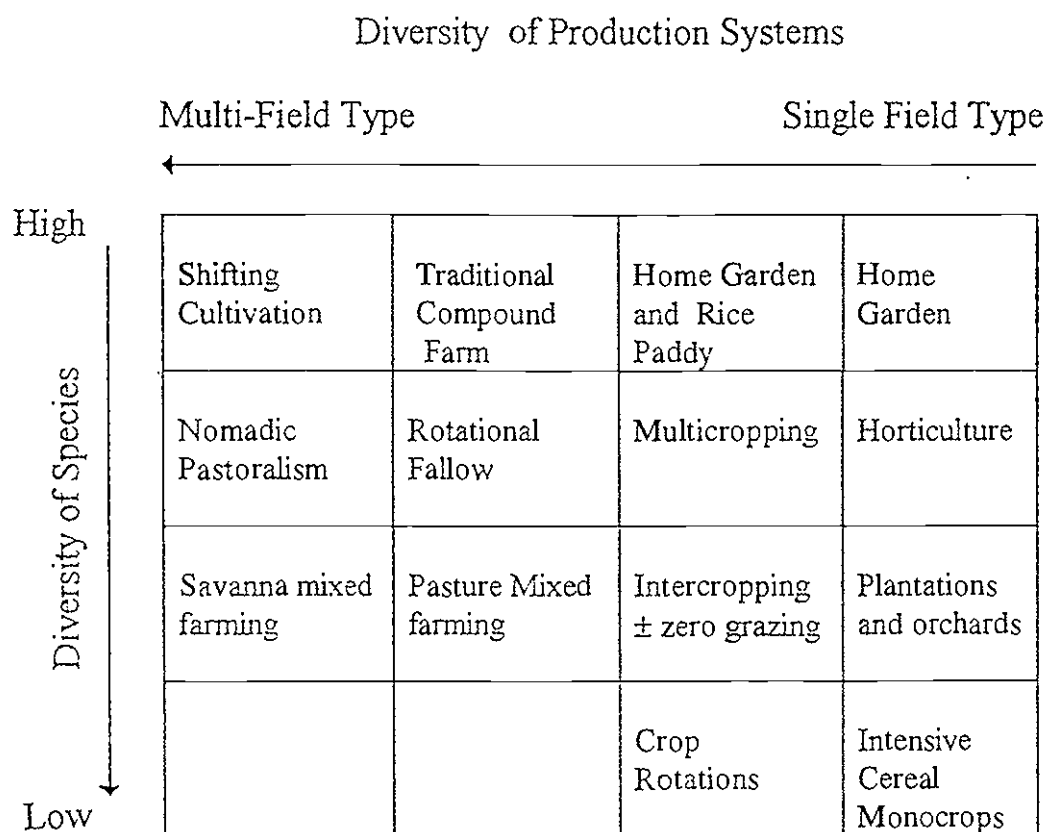 Diversity of Production Systems
Multi-Field Type
Single Field Type
High
Diversity of Species
Low
Shifting
Cultivation
Traditional
Compound
Farm
Home Garden
and Rice
Paddy
Home
Garden
Nomadic
Pastoralism
Rotational
Fallow
Multicropping
Horticulture
Savanna mixed
farming
Pasture Mixed
farming
Intercropping
± zero grazing
Plantations
and orchards
Crop
Rotations
Intensive
Cereal
Monocrops